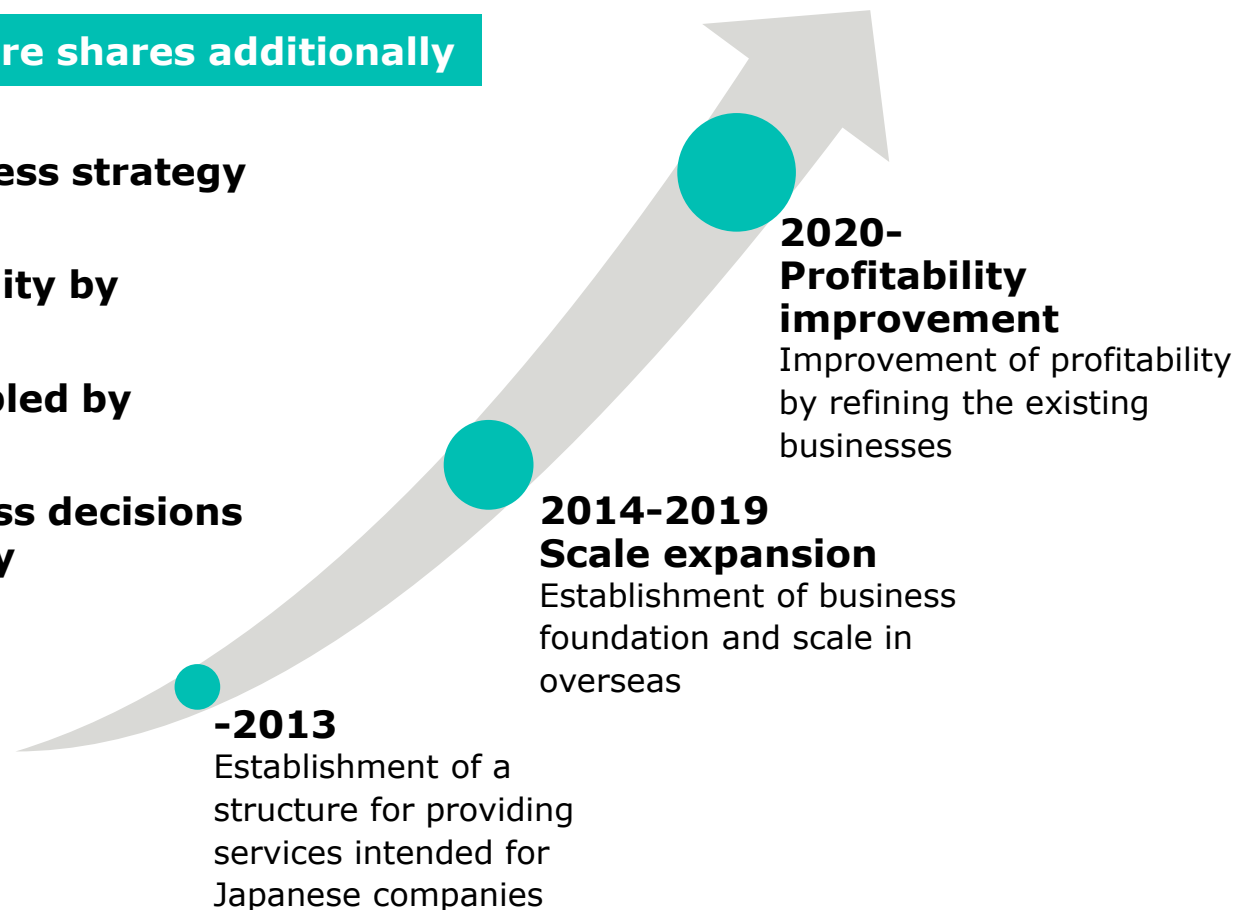 re shares additionally
ess strategy
ity by
led by
ss decisions
y
2020-
Profitability
improvement
Improvement of profitability
by refining the existing
businesses
2014-2019
Scale expansion
Establishment of business
foundation and scale in
overseas
-2013
Establishment of a
structure for providing
services intended for
Japanese companies